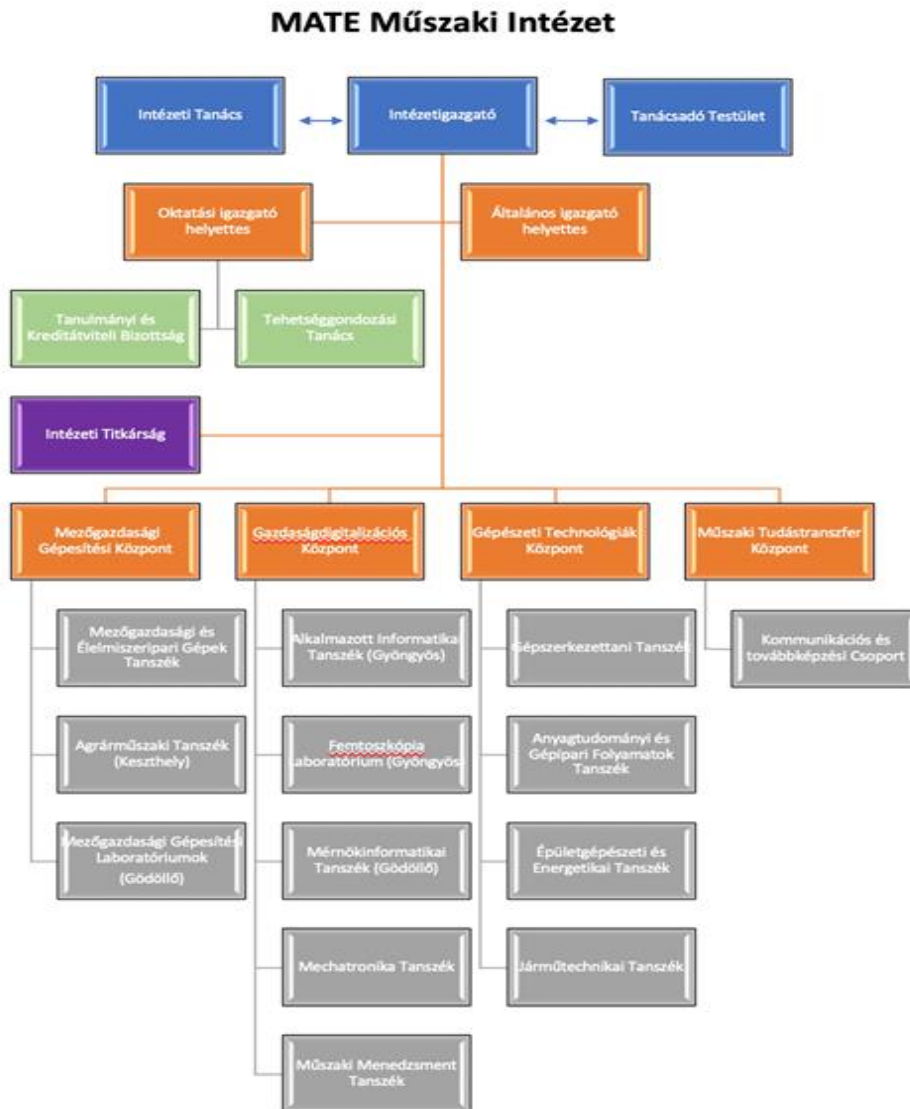 MATE Műszaki Intézet
Intézeti Tanács
Intézetigazgató
Tanácsadó Testület
Oktatási igazgató
helyettes
Általános igazgató
helyettes
Tanulmányi és
Kreditátviteli Bizottság
Tehetséggondozási
Tanács
Intézeti Titkárság
Mezőgazdasági
Gépesítési Központ
Gazdaságdigitalizációs
Központ
Gépészeti Technológiák
Központ
Műszaki Tudástranszfer
Központ
Mezőgazdasági és
Élelmiszeripari Gépek
Tanszék
Agrárműszaki Tanszék
(Keszthely)
Mezőgazdasági Gépesítési
Laboratóriumok
(Gödöllő)
Alkalmazott Informatika
Tanszék (Gyöngyös)
Femtoszkópia
Laboratórium (Gyöngyös)
Mérnökinformatikai
Tanszék (Gödöllő)
Mechatronika Tanszék
Műszaki Menedzsment
Tanszék
Gépszerkezettani Tanszék
Anyagtudományi és
Gépipari Folyamatok
Tanszék
Épületgépészeti és
Energetikai Tanszék
Járműtechnikai Tanszék
Kommunikációs és
továbbképzési Csoport